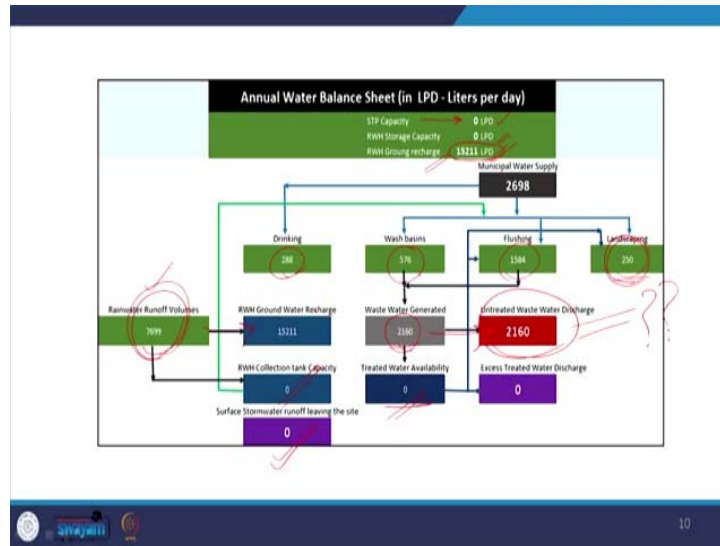 Annual Water Balance Sheet (in LPD - Liters per day)
STP Capacity 0 LPD
RWH Storage Capacity 0 LPD
RWH Groung recharge 15211 LPD
Municipal Water Supply
2698
Drinking Wash basins Flushing Landscaping
288 576 1584 250
Rainwater Runoff Volumes RWH Ground Water Recharge Waste Water Generated Untreated Waste Water Discharge
7699 15211 2160 2160
??
RWH Collection tank Capacity Treated Water Availability Excess Treated Water Discharge
0 0 0
Surface Stormwater runoff leaving the site
0
swayam
10